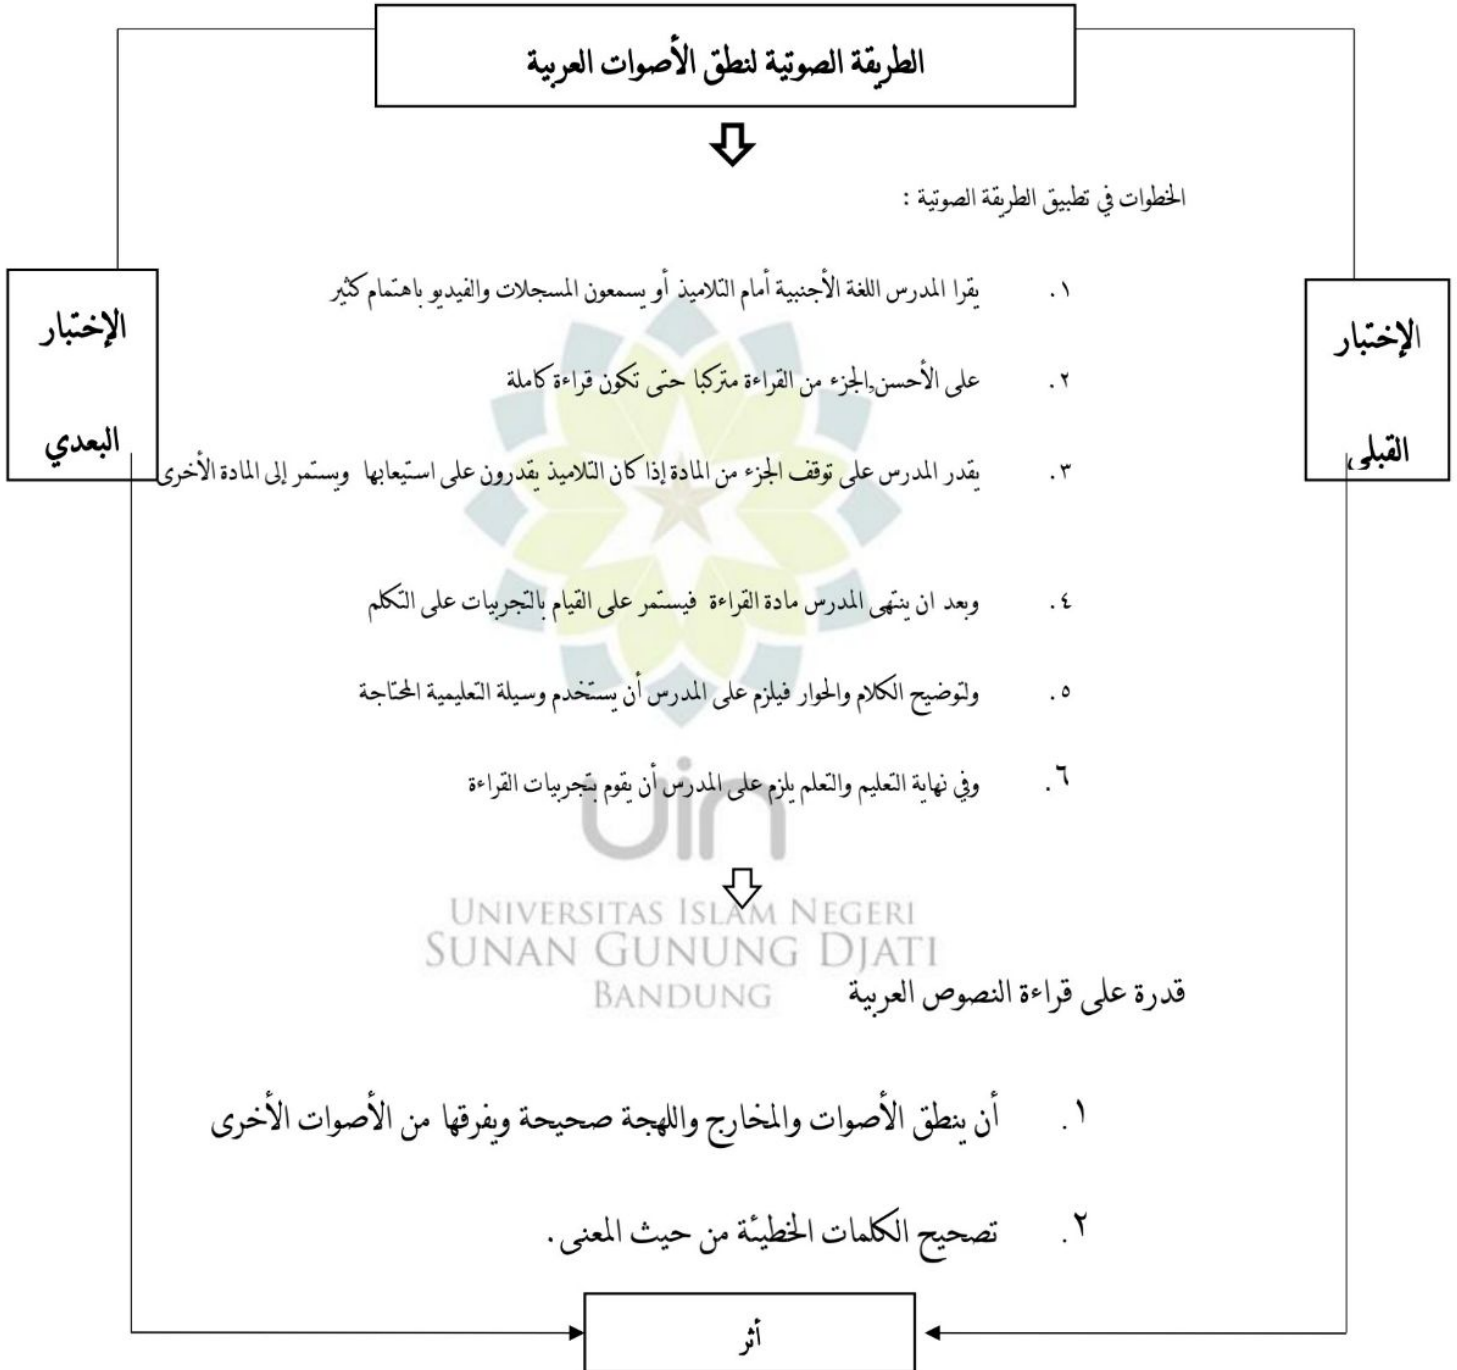 الطريقة الصوتية لنطق الأصوات العربية
الخطوات في تطبيق الطريقة الصوتية :
الإختبار
القبلي
الإختبار
البعدي
١. يقرا المدرس اللغة الأجنبية أمام التلاميذ أو يسمعون المسجلات والفيديو باهتمام كثير
٢. على الأحسن,الجزء من القراءة متركبا حتى تكون قراءة كاملة
٣. يقدر المدرس على توقف الجزء من المادة إذا كان التلاميذ يقدرون على استيعابها ويستمر إلى المادة الأخرى
٤. وبعد ان ينتهى المدرس مادة القراءة فيستمر على القيام بالتجريبات على التكلم
٥. ولتوضيح الكلام والحوار فيلزم على المدرس أن يستخدم وسيلة التعليمية المحتاجة
٦. وفي نهاية التعليم والتعلم يلزم على المدرس أن يقوم بتجريبات القراءة
uin
UNIVERSITAS ISLAM NEGERI
SUNAN GUNUNG DJATI
BANDUNG
قدرة على قراءة النصوص العربية
١. أن ينطق الأصوات والمخارج واللهجة صحيحة ويفرقها من الأصوات الأخرى
٢. تصحيح الكلمات الخطيئة من حيث المعنى.
أثر